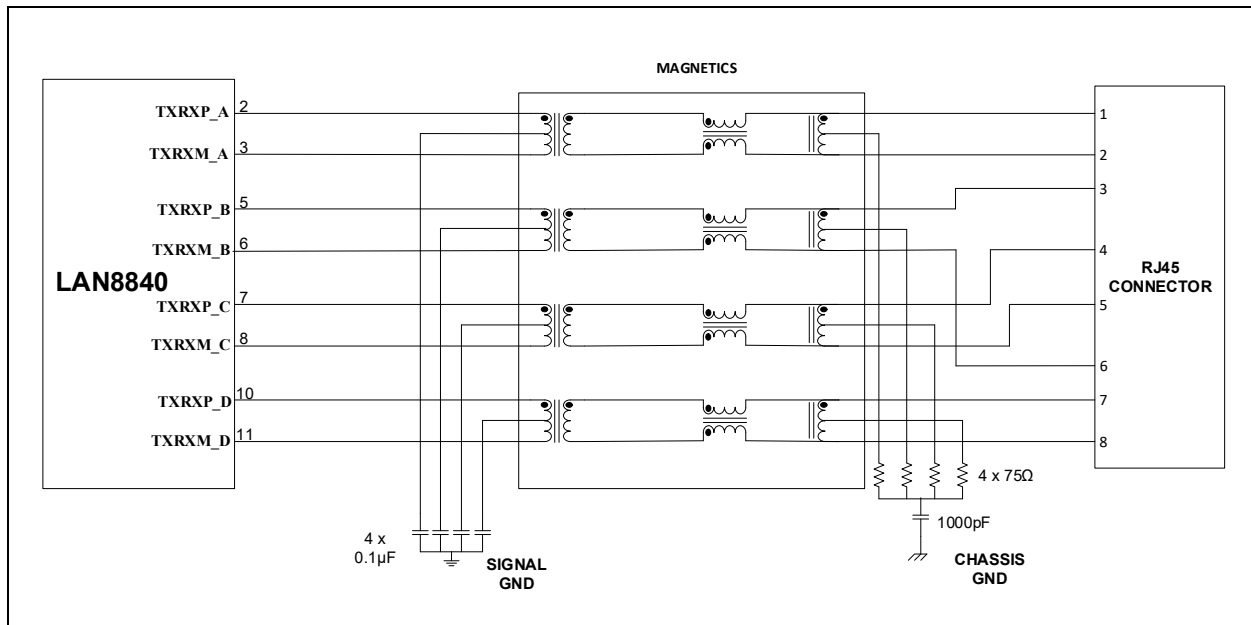 MAGNETICS
TXRXP_A 2
TXRXM_A 3
TXRXP_B 5
TXRXM_B 6
LAN8840
TXRXP_C 7
TXRXM_C 8
TXRXP_D 10
TXRXM_D 11
1
2
3
4
RJ45
CONNECTOR
5
6
7
8
4 x 75Ω
1000pF
4 x
0.1µF
SIGNAL
GND
CHASSIS
GND